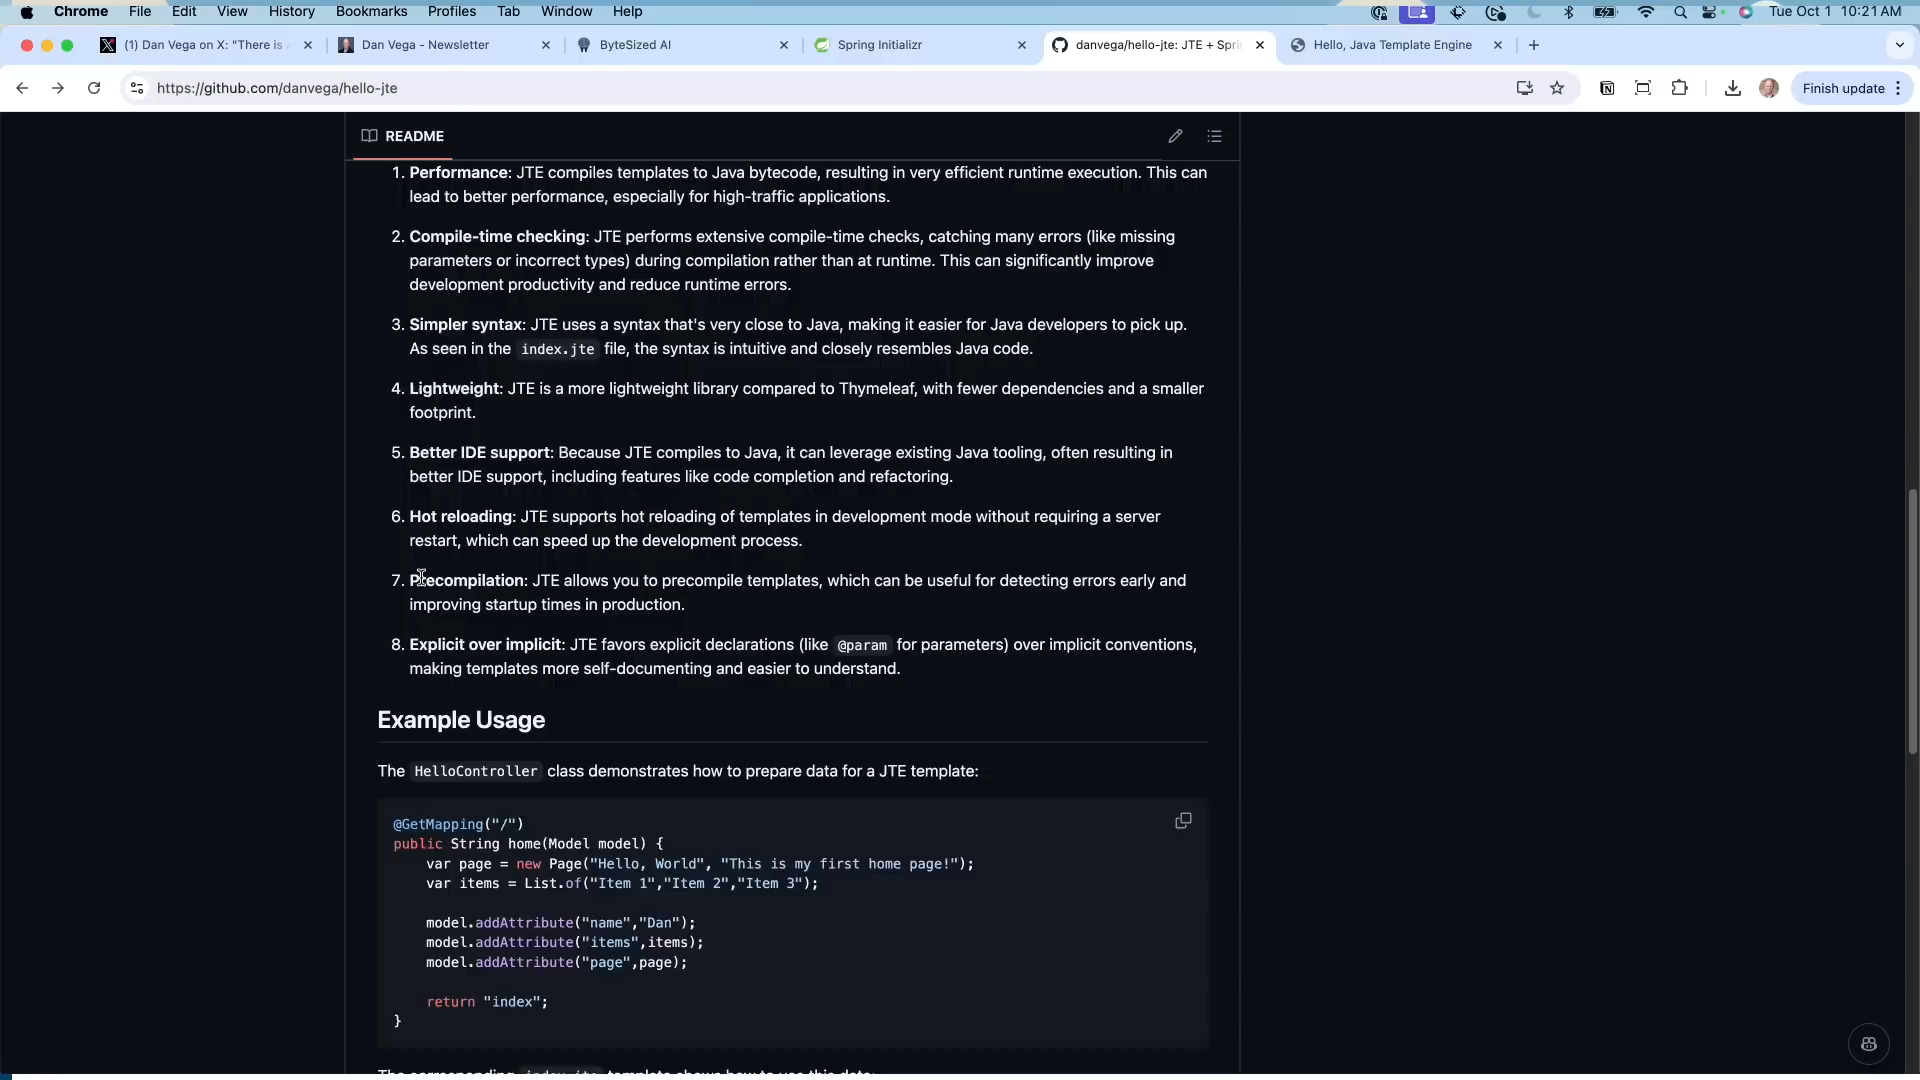 Chrome File Edit View History Bookmarks Profiles Tab Window Help Tue Oct 1 10:21 AM
(1) Dan Vega on X: "There is Dan Vega - Newsletter ByteSized AI Spring Initializr danvega/hello-jte: JTE + Spri Hello, Java Template Engine
https://github.com/danvega/hello-jte Finish update
README
1. Performance: JTE compiles templates to Java bytecode, resulting in very efficient runtime execution. This can
lead to better performance, especially for high-traffic applications.
2. Compile-time checking: JTE performs extensive compile-time checks, catching many errors (like missing
parameters or incorrect types) during compilation rather than at runtime. This can significantly improve
development productivity and reduce runtime errors.
3. Simpler syntax: JTE uses a syntax that's very close to Java, making it easier for Java developers to pick up.
As seen in the index.jte file, the syntax is intuitive and closely resembles Java code.
4. Lightweight: JTE is a more lightweight library compared to Thymeleaf, with fewer dependencies and a smaller
footprint.
5. Better IDE support: Because JTE compiles to Java, it can leverage existing Java tooling, often resulting in
better IDE support, including features like code completion and refactoring.
6. Hot reloading: JTE supports hot reloading of templates in development mode without requiring a server
restart, which can speed up the development process.
7. Precompilation: JTE allows you to precompile templates, which can be useful for detecting errors early and
improving startup times in production.
8. Explicit over implicit: JTE favors explicit declarations (like @param for parameters) over implicit conventions,
making templates more self-documenting and easier to understand.
Example Usage
The HelloController class demonstrates how to prepare data for a JTE template:
@GetMapping("/")
public String home(Model model) {
var page = new Page("Hello, World", "This is my first home page!");
var items = List.of("Item 1","Item 2","Item 3");
model.addAttribute("name","Dan");
model.addAttribute("items",items);
model.addAttribute("page",page);
return "index";
}
The corresponding index.jte template shows how to use this data: